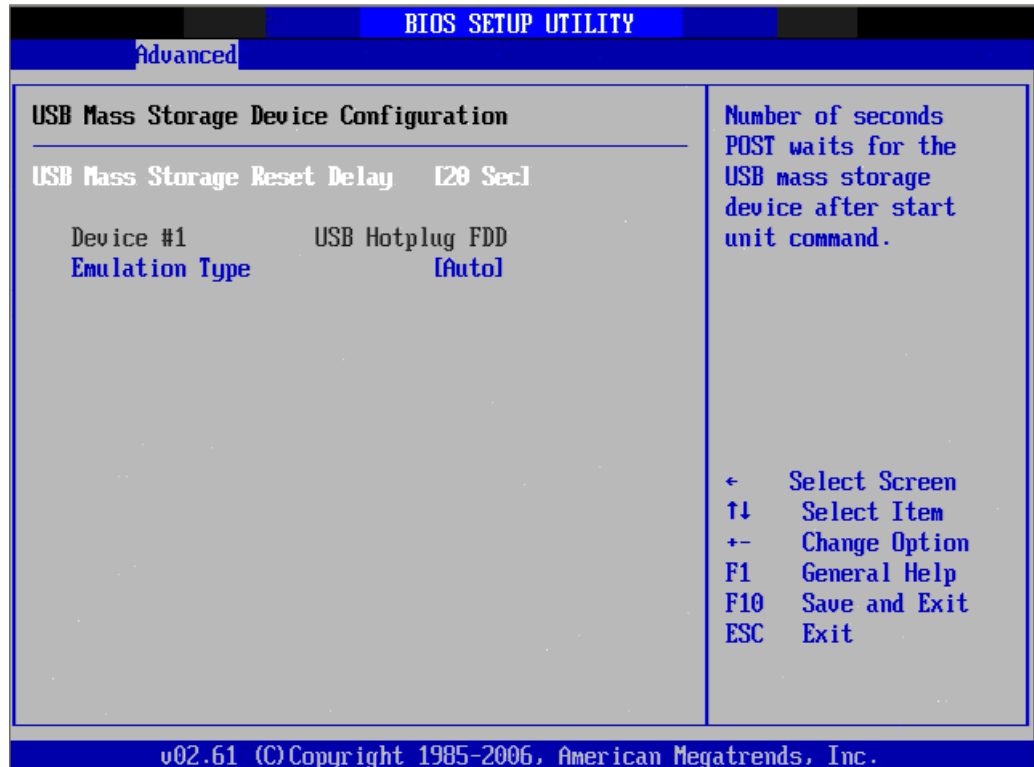 BIOS SETUP UTILITY
Advanced
USB Mass Storage Device Configuration
USB Mass Storage Reset Delay [20 Sec]
Device #1 USB Hotplug FDD
Emulation Type [Auto]
Number of seconds
POST waits for the
USB mass storage
device after start
unit command.
← Select Screen
↑↓ Select Item
+- Change Option
F1 General Help
F10 Save and Exit
ESC Exit
v02.61 (C)Copyright 1985-2006, American Megatrends, Inc.